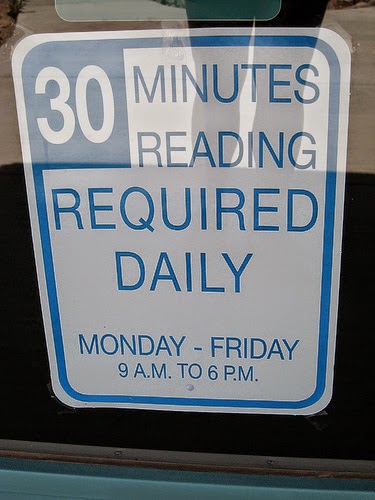 30 MINUTES
READING
REQUIRED
DAILY
MONDAY - FRIDAY
9 A.M. TO 6 P.M.